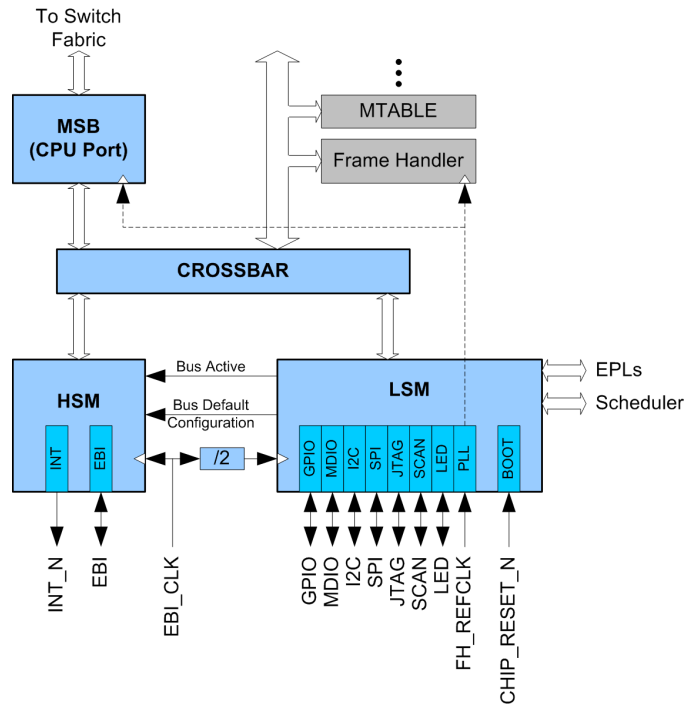 To Switch
Fabric
MSB
(CPU Port)
MTABLE
Frame Handler
CROSSBAR
HSM
Bus Active
Bus Default
Configuration
LSM
EPLs
Scheduler
INT
EBI
/2
GPIO
MDIO
I2C
SPI
JTAG
SCAN
LED
PLL
BOOT
INT_N
EBI
EBI_CLK
GPIO
MDIO
I2C
SPI
JTAG
SCAN
LED
FH_REFCLK
CHIP_RESET_N